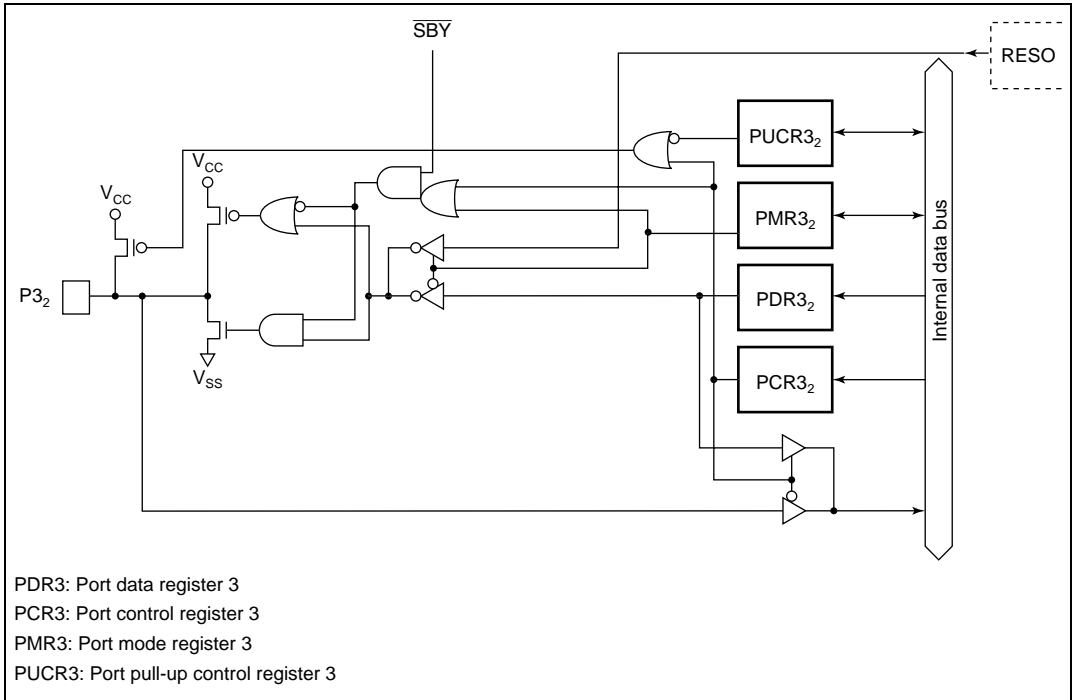 SBY
RESO
PUCR3₂
VCC
VCC
PMR3₂
Internal data bus
P3₂
PDR3₂
VSS
PCR3₂
PDR3: Port data register 3
PCR3: Port control register 3
PMR3: Port mode register 3
PUCR3: Port pull-up control register 3